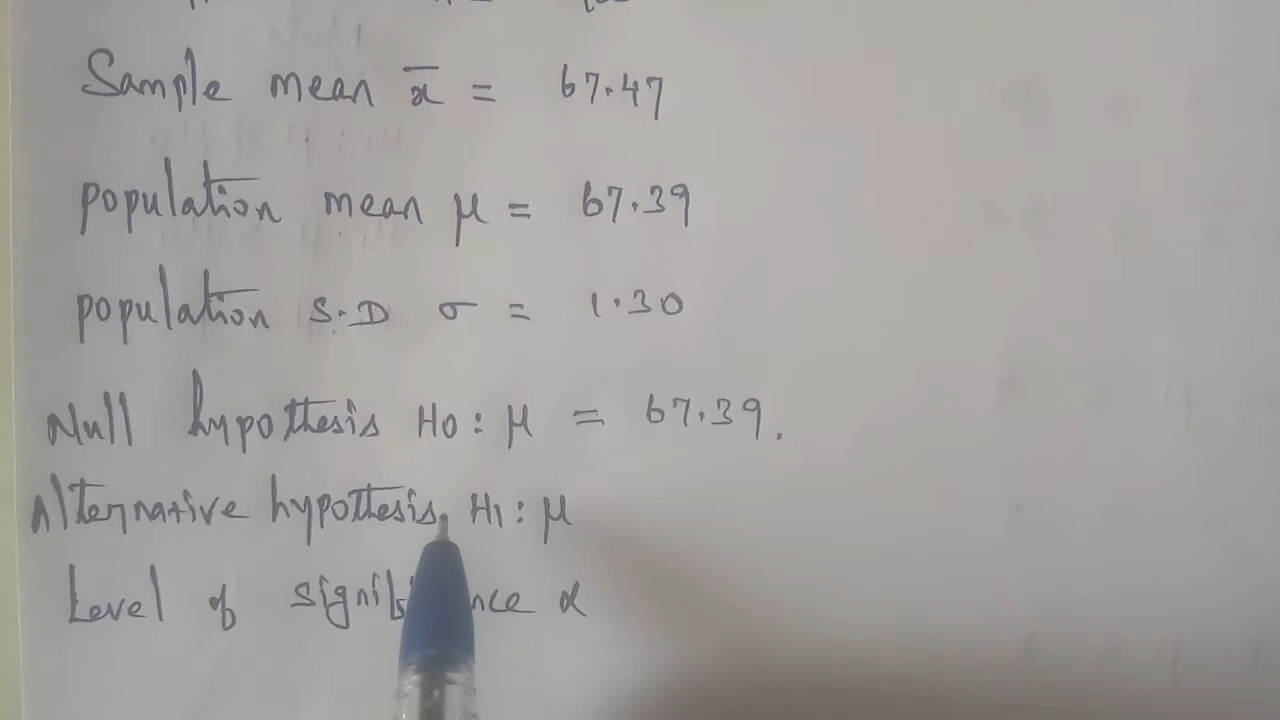 Sample mean x̄ = 67.47
population mean μ = 67.39
population S.D σ = 1.30
Null hypothesis H0 : μ = 67.39.
Alternative hypothesis H1 : μ
Level of α